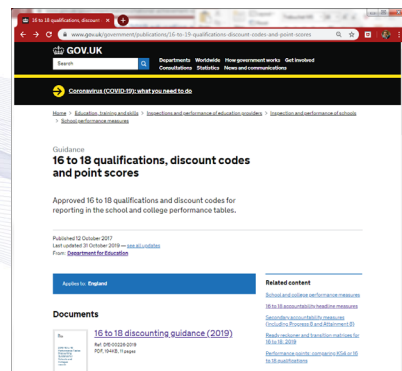 16 to 18 qualifications, discount
www.gov.uk/government/publications/16-to-19-qualifications-discount-codes-and-point-scores
GOV.UK
Search
Departments Worldwide How government works Get involved
Consultations Statistics News and communications
Coronavirus (COVID-19): what you need to do
Home > Education, training and skills > Inspections and performance of education providers > Inspection and performance of schools
> School performance measures
Guidance
16 to 18 qualifications, discount codes
and point scores
Approved 16 to 18 qualifications and discount codes for
reporting in the school and college performance tables.
Published 12 October 2017
Last updated 31 October 2019 — see all updates
From: Department for Education
Applies to: England
Related content
School and college performance measures
16 to 18 accountability headline measures
Secondary accountability measures
(including Progress 8 and Attainment 8)
Ready reckoner and transition matrices for
16 to 18, 2019
Performance points: comparing KS4 or 16
to 18 qualifications
Documents
16 to 18 discounting guidance (2019)
Ref: DfE-00226-2019
PDF, 164KB, 11 pages